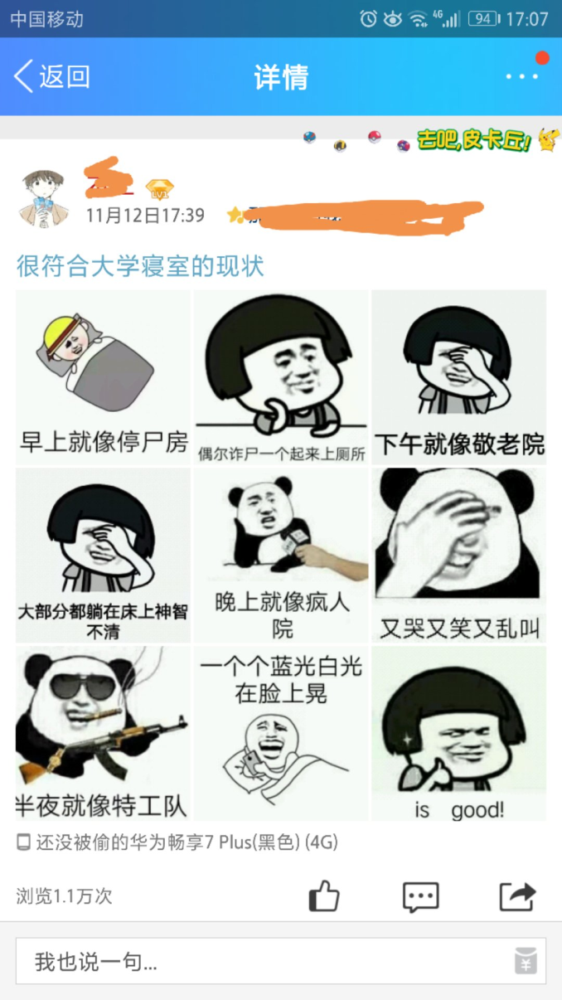 中国移动
4G 94 17:07
返回
详情
去吧,皮卡丘!
LV1
11月12日17:39
很符合大学寝室的现状
早上就像停尸房
偶尔诈尸一个起来上厕所
下午就像敬老院
大部分都躺在床上神智
不清
晚上就像疯人
院
又哭又笑又乱叫
半夜就像特工队
一个个蓝光白光
在脸上晃
is good!
还没被偷的华为畅享7 Plus(黑色) (4G)
浏览1.1万次
我也说一句...